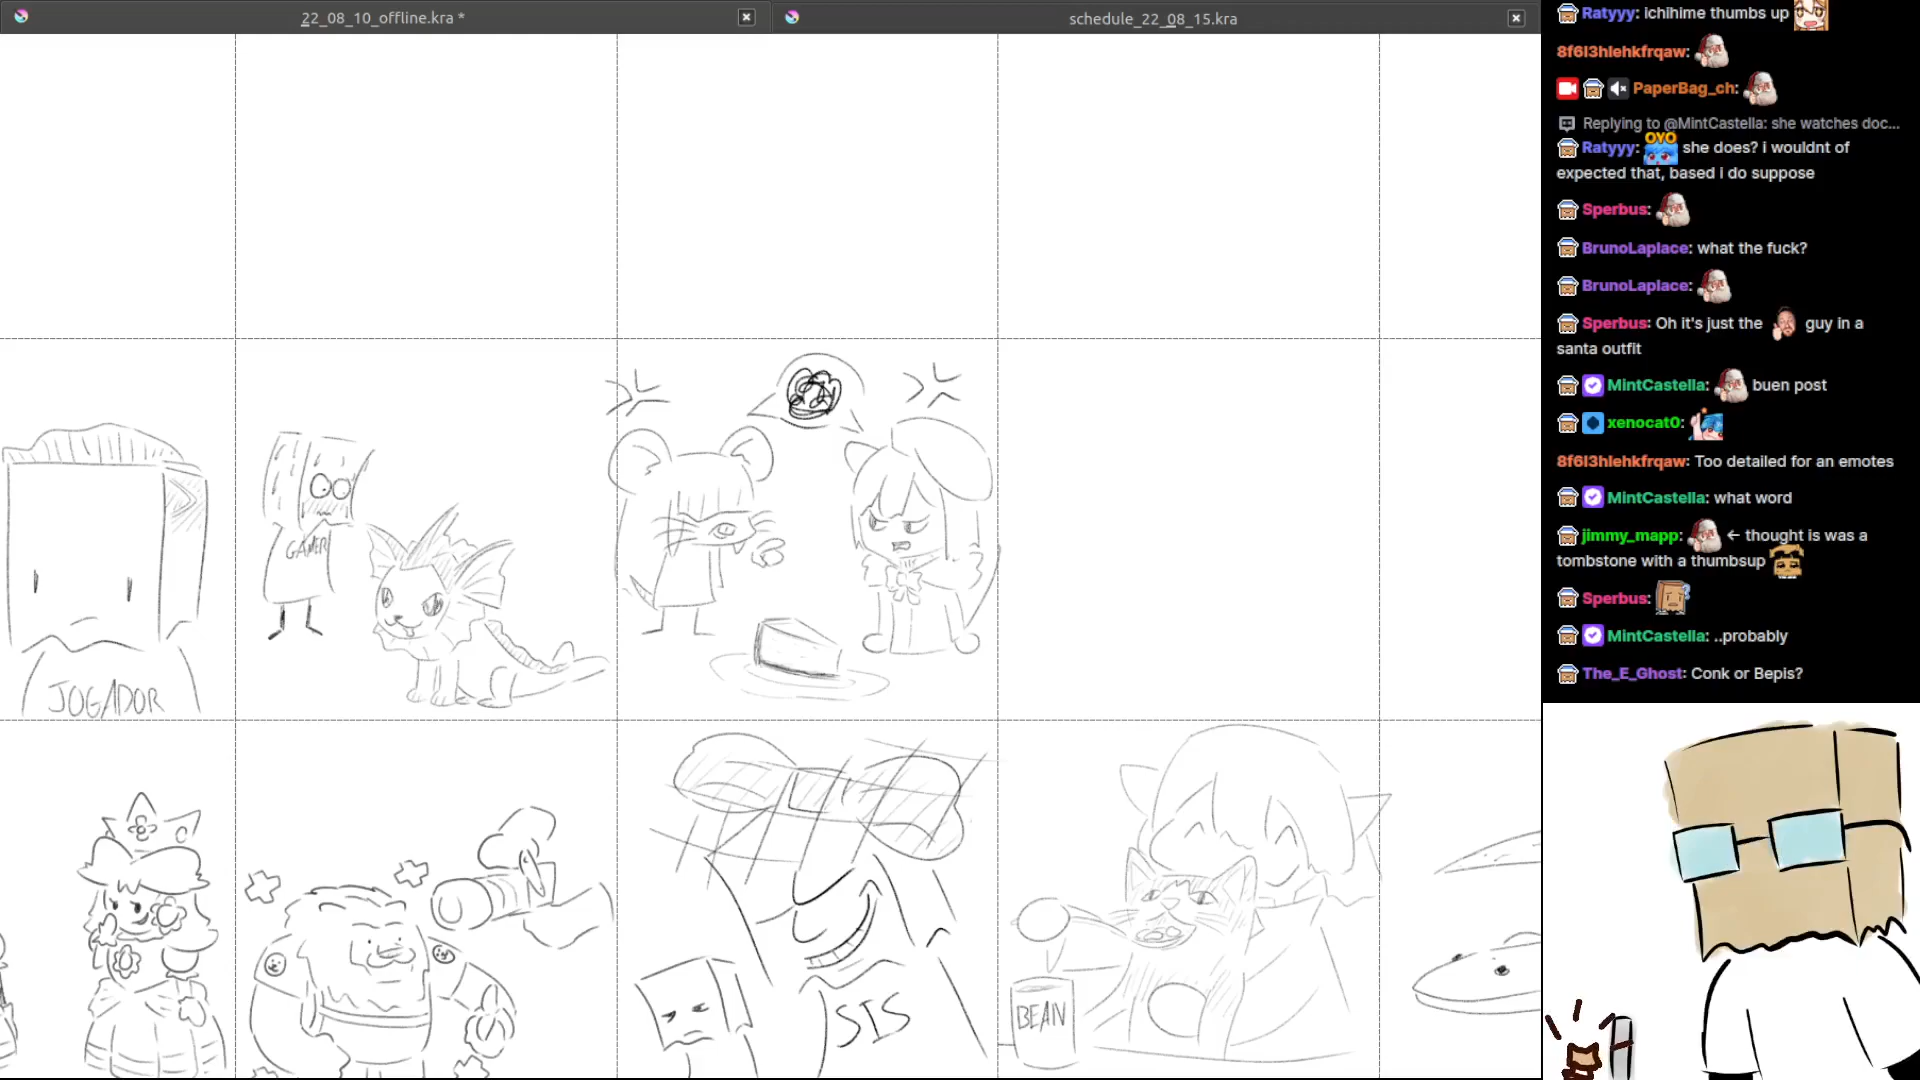 22_08_10_offline.kra *
schedule_22_08_15.kra
JOGADOR
GAMER
SIS
BEAN
Ratyyy: ichihime thumbs up
8f6l3hlehkfrqaw:
PaperBag_ch:
Replying to @MintCastella: she watches doc...
OYO
Ratyyy: she does? i wouldnt of
expected that, based i do suppose
Sperbus:
BrunoLaplace: what the fuck?
BrunoLaplace:
Sperbus: Oh it's just the guy in a
santa outfit
MintCastella: buen post
xenocat0:
8f6l3hlehkfrqaw: Too detailed for an emotes
MintCastella: what word
jimmy_mapp: ← thought is was a
tombstone with a thumbsup
Sperbus:
MintCastella: ..probably
The_E_Ghost: Conk or Bepis?